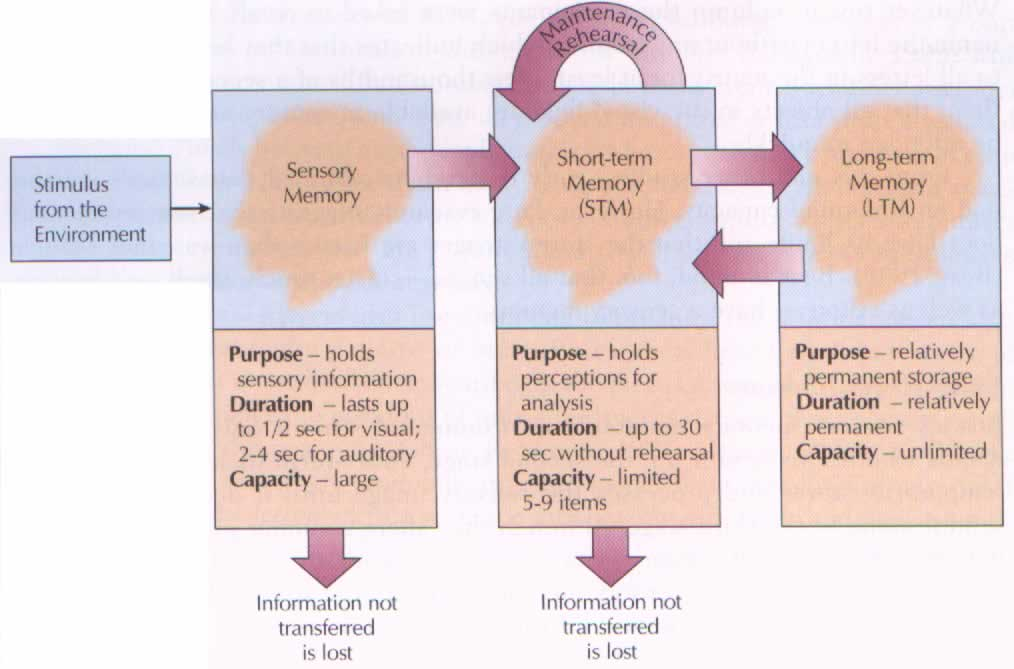 Maintenance
Rehearsal
Stimulus
from the
Environment
Sensory
Memory
Short-term
Memory
(STM)
Long-term
Memory
(LTM)
Purpose – holds
sensory information
Duration – lasts up
to 1/2 sec for visual;
2-4 sec for auditory
Capacity – large
Purpose – holds
perceptions for
analysis
Duration – up to 30
sec without rehearsal
Capacity – limited
5-9 items
Purpose – relatively
permanent storage
Duration – relatively
permanent
Capacity – unlimited
Information not
transferred
is lost
Information not
transferred
is lost